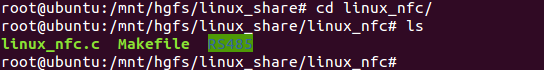 root@ubuntu:/mnt/hgfs/linux_share# cd linux_nfc/
root@ubuntu:/mnt/hgfs/linux_share/linux_nfc# ls
linux_nfc.c  Makefile  RS485
root@ubuntu:/mnt/hgfs/linux_share/linux_nfc#